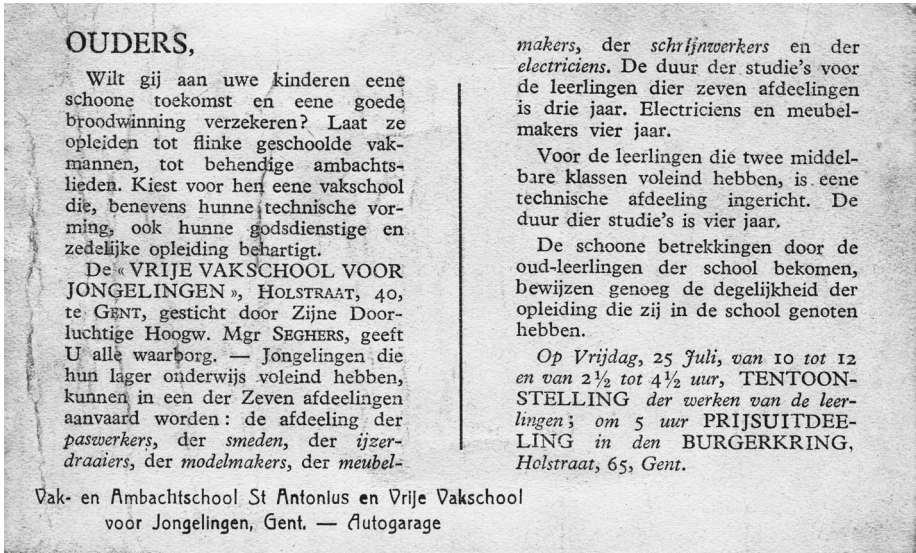 OUDERS,
Wilt gij aan uwe kinderen eene
schoone toekomst en eene goede
broodwinning verzekeren? Laat ze
opleiden tot flinke geschoolde vak-
mannen, tot behendige ambachts-
lieden. Kiest voor hen eene vakschool
die, benevens hunne technische vor-
ming, ook hunne godsdienstige en
zedelijke opleiding behartigt.
De « VRIJE VAKSCHOOL VOOR
JONGELINGEN », HOLSTRAAT, 40,
te GENT, gesticht door Zijne Door-
luchtige Hoogw. Mgr SEGHERS, geeft
U alle waarborg. — Jongelingen die
hun lager onderwijs voleind hebben,
kunnen in een der Zeven afdeelingen
aanvaard worden : de afdeeling der
paswerkers, der smeden, der ijzer-
draaiers, der modelmakers, der meubel-
makers, der schrijnwerkers en der
electriciens. De duur der studie's voor
de leerlingen dier zeven afdeelingen
is drie jaar. Electriciens en meubel-
makers vier jaar.
Voor de leerlingen die twee middel-
bare klassen voleind hebben, is eene
technische afdeeling ingericht. De
duur dier studie's is vier jaar.
De schoone betrekkingen door de
oud-leerlingen der school bekomen,
bewijzen genoeg de degelijkheid der
opleiding die zij in de school genoten
hebben.
Op Vrijdag, 25 Juli, van 10 tot 12
en van 2 ½ tot 4 ½ uur, TENTOON-
STELLING der werken van de leer-
lingen ; om 5 uur PRIJSUITDEE-
LING in den BURGERKRING,
Holstraat, 65, Gent.
Vak- en Ambachtschool St Antonius en Vrije Vakschool
voor Jongelingen, Gent. — Autogarage